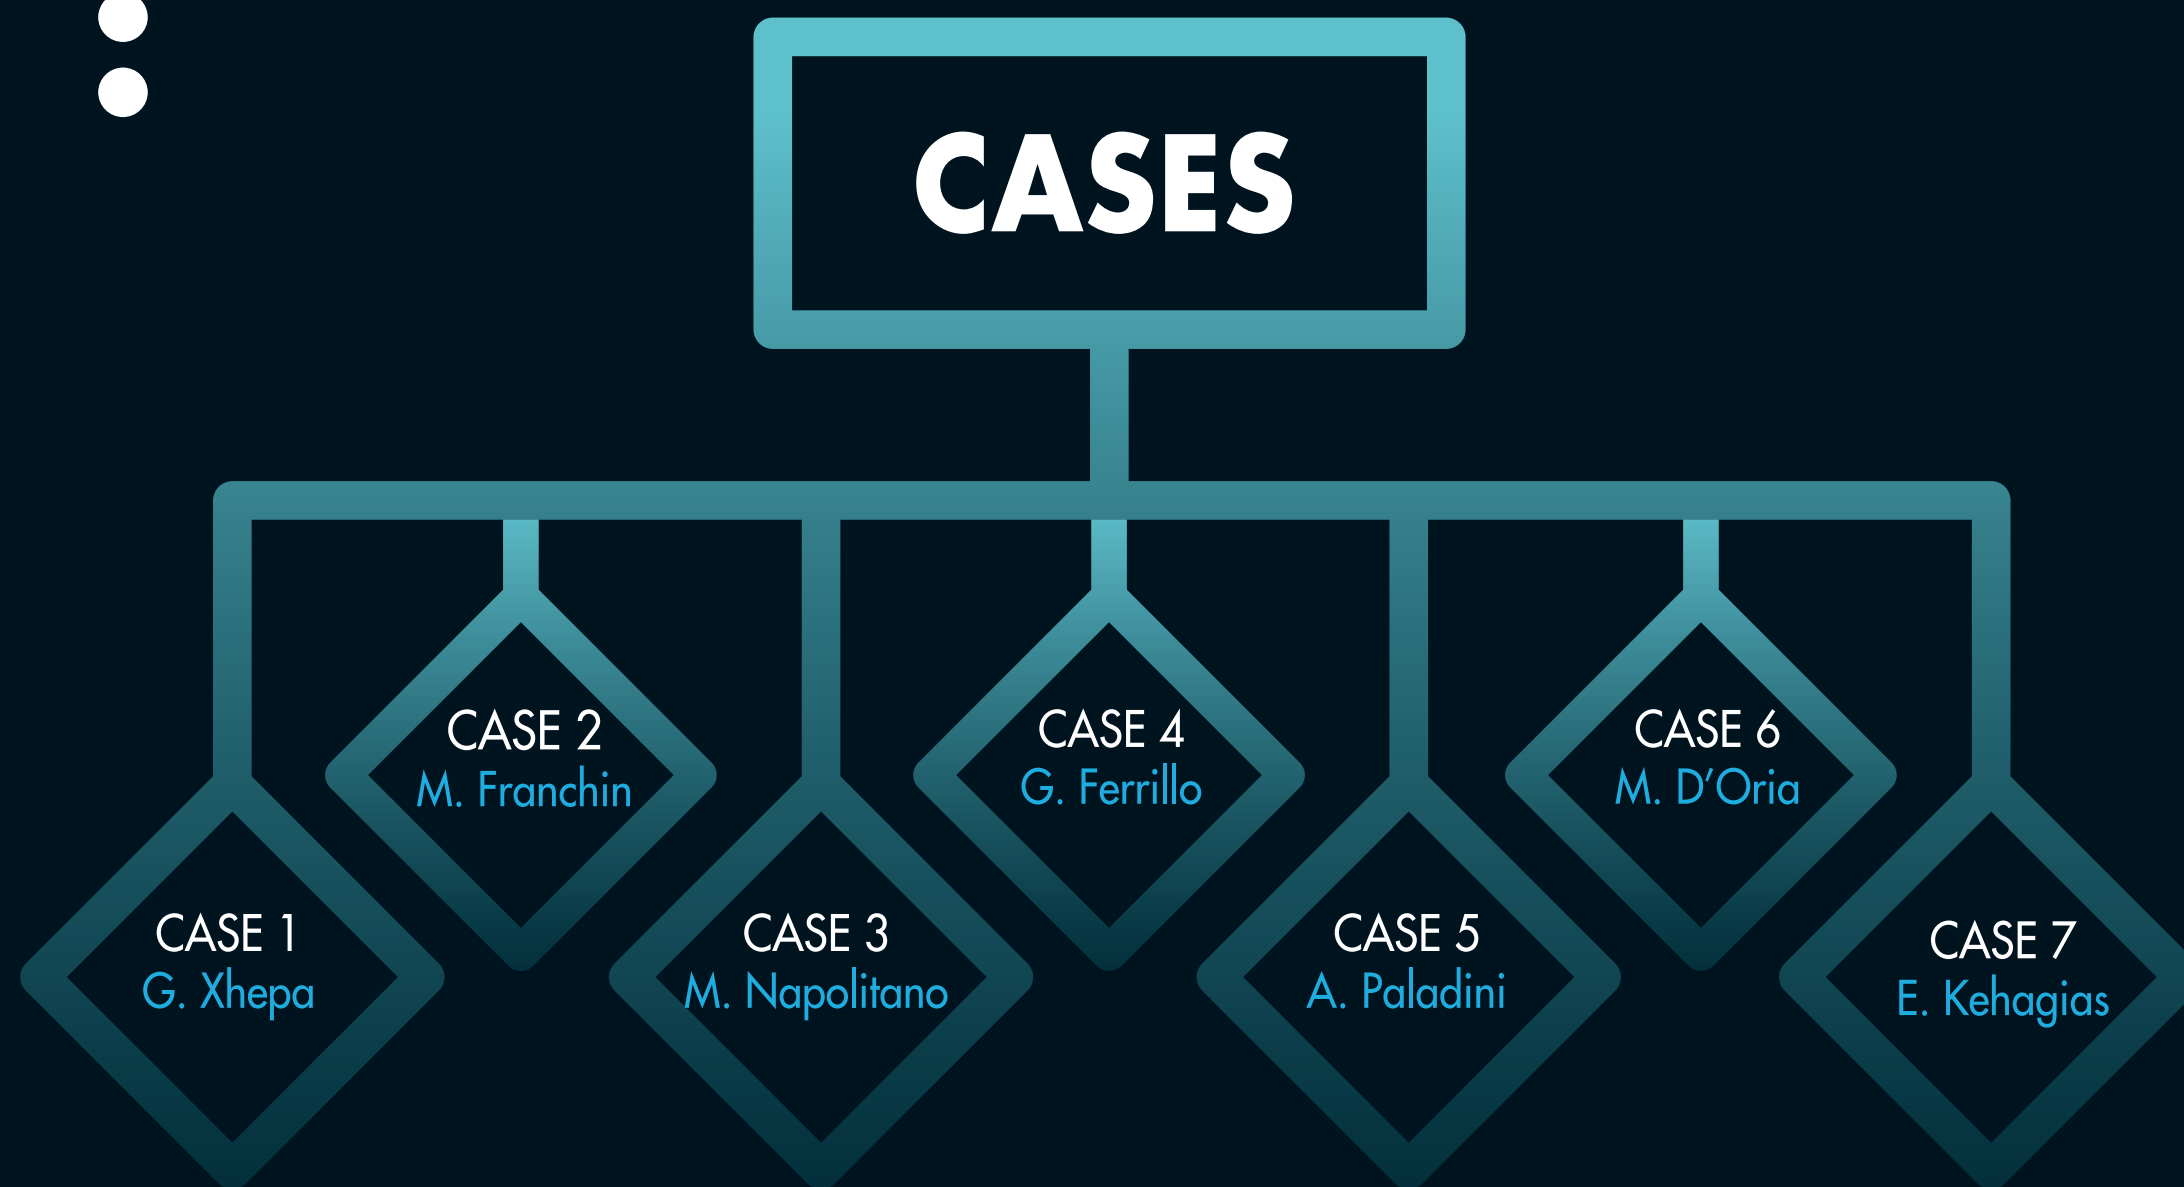 CASES
CASE 1
G. Xhepa
CASE 2
M. Franchin
CASE 3
M. Napolitano
CASE 4
G. Ferrillo
CASE 5
A. Paladini
CASE 6
M. D’Oria
CASE 7
E. Kehagias